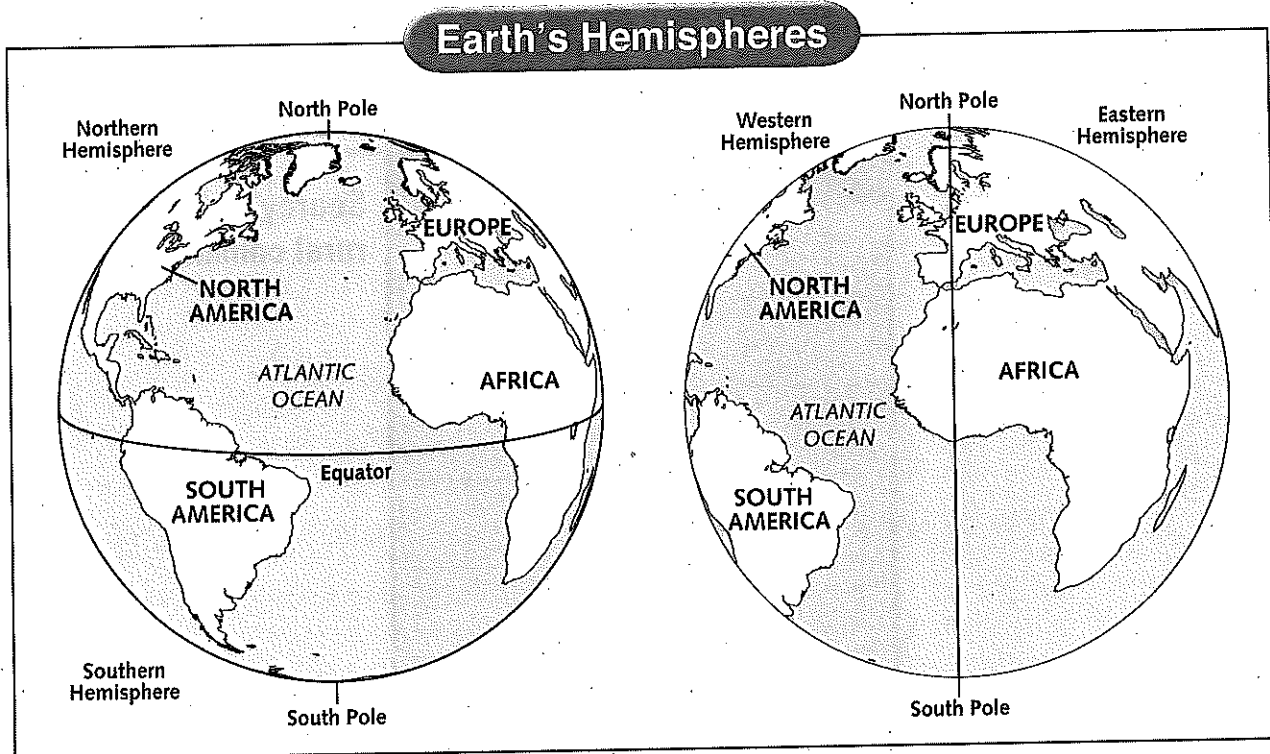 Earth's Hemispheres
Northern
Hemisphere
North Pole
EUROPE
NORTH
AMERICA
ATLANTIC
OCEAN
AFRICA
Equator
SOUTH
AMERICA
Southern
Hemisphere
South Pole
Western
Hemisphere
North Pole
Eastern
Hemisphere
EUROPE
NORTH
AMERICA
AFRICA
ATLANTIC
OCEAN
SOUTH
AMERICA
South Pole